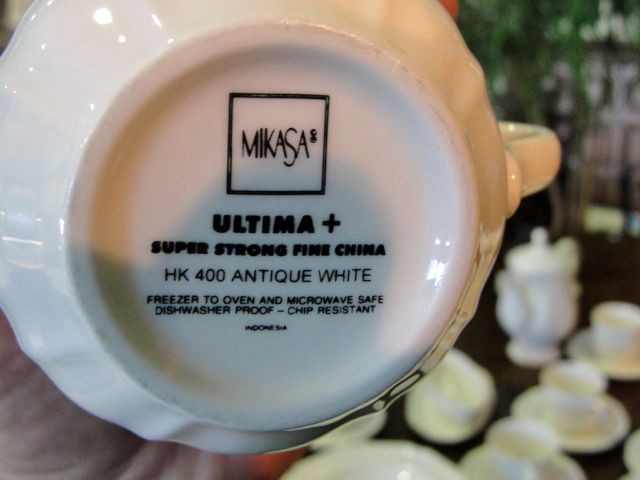 MIKASA®
ULTIMA +
SUPER STRONG FINE CHINA
HK 400 ANTIQUE WHITE
FREEZER TO OVEN AND MICROWAVE SAFE
DISHWASHER PROOF – CHIP RESISTANT
INDONESIA